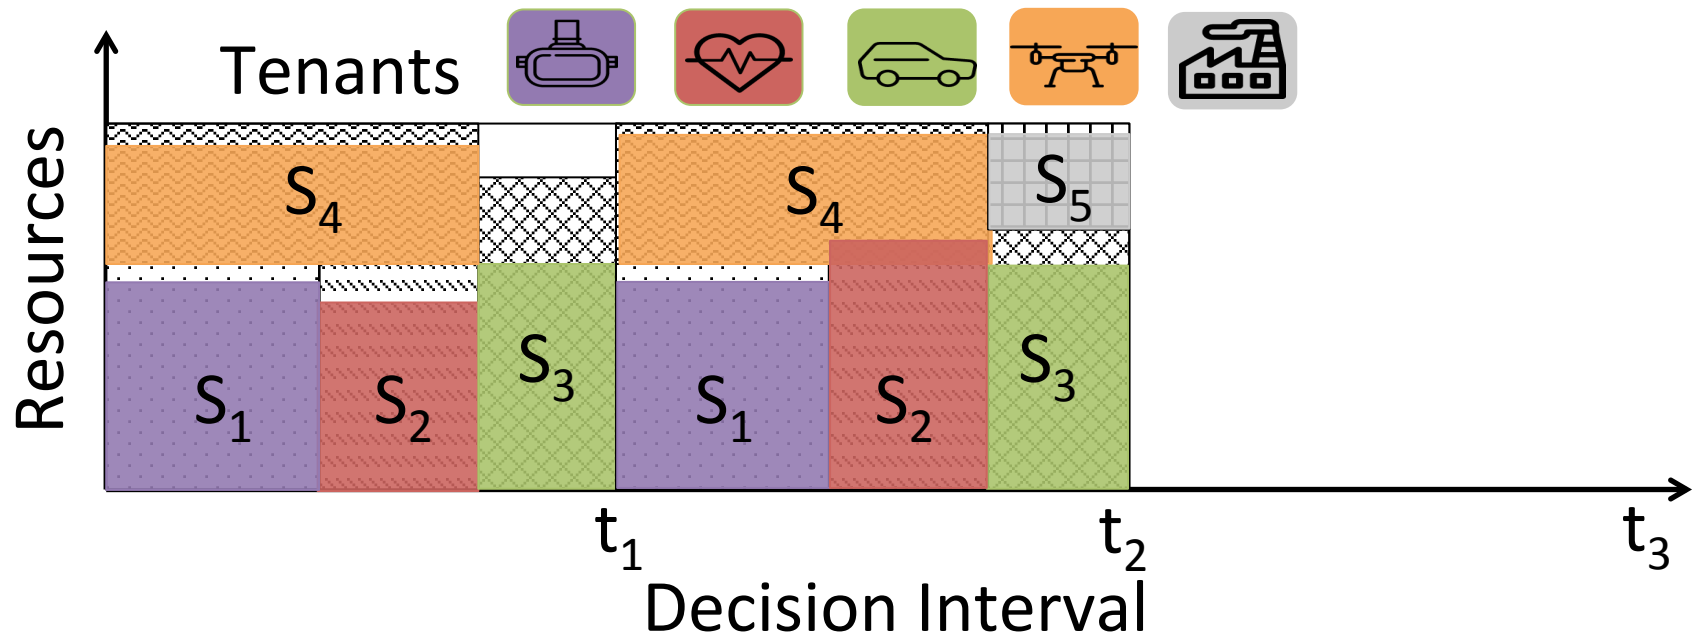 Tenants
Resources
S4
S4
S5
S1
S2
S3
S1
S2
S3
t1
t2
t3
Decision Interval